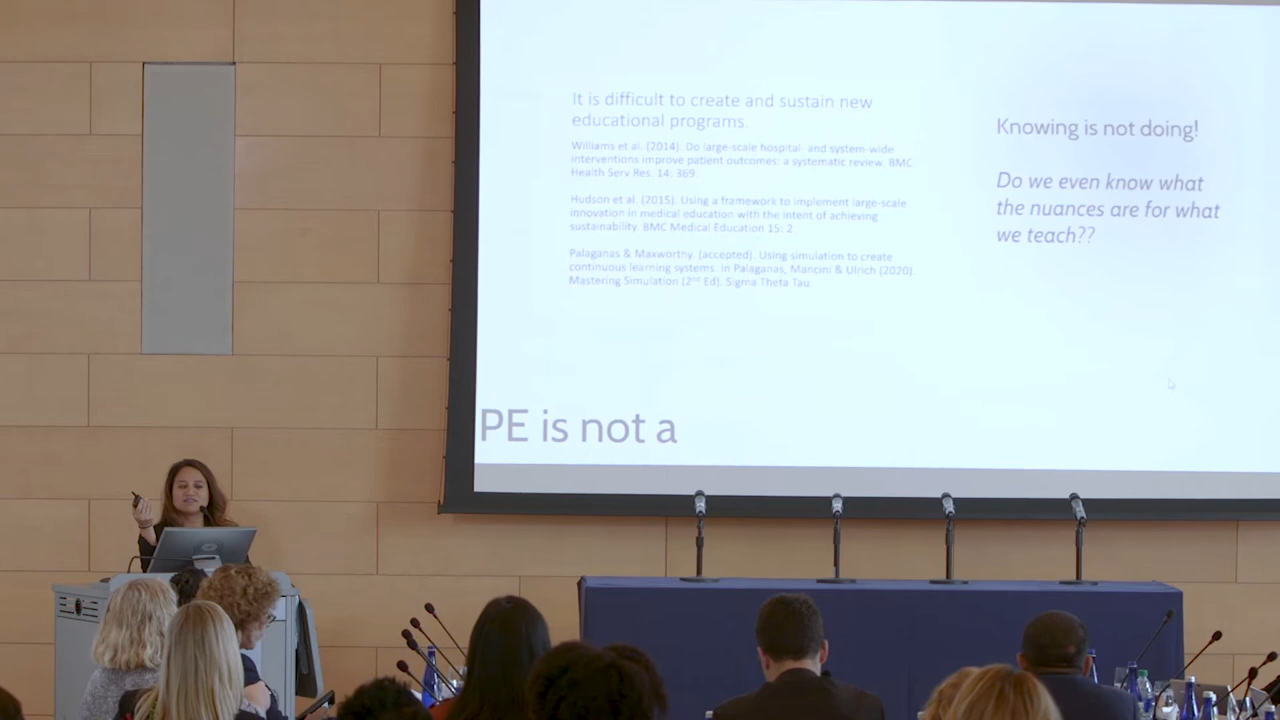 It is difficult to create and sustain new
educational programs.
Williams et al. (2014). Do large-scale hospital- and system-wide
interventions improve patient outcomes: a systematic review. BMC
Health Serv Res. 14: 369.
Hudson et al. (2015). Using a framework to implement large-scale
innovation in medical education with the intent of achieving
sustainability. BMC Medical Education 15: 2
Palaganas & Maxworthy. (accepted). Using simulation to create
continuous learning systems. in Palaganas, Mancini & Ulrich (2020).
Mastering Simulation (2nd Ed). Sigma Theta Tau.
Knowing is not doing!
Do we even know what
the nuances are for what
we teach??
PE is not a